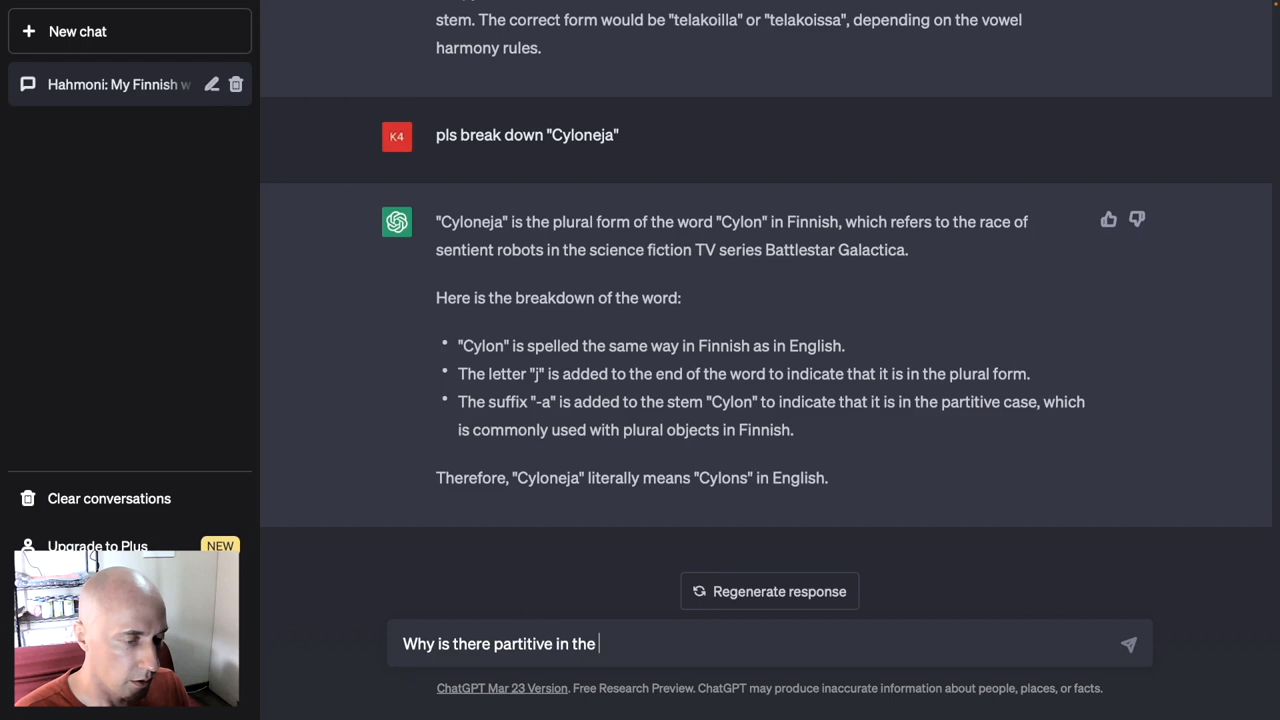 New chat
Hahmoni: My Finnish w
stem. The correct form would be "telakoilla" or "telakoissa", depending on the vowel
harmony rules.
K4
pls break down "Cyloneja"
"Cyloneja" is the plural form of the word "Cylon" in Finnish, which refers to the race of
sentient robots in the science fiction TV series Battlestar Galactica.
Here is the breakdown of the word:
• "Cylon" is spelled the same way in Finnish as in English.
• The letter "j" is added to the end of the word to indicate that it is in the plural form.
• The suffix "-a" is added to the stem "Cylon" to indicate that it is in the partitive case, which
is commonly used with plural objects in Finnish.
Therefore, "Cyloneja" literally means "Cylons" in English.
Clear conversations
Upgrade to Plus NEW
Regenerate response
Why is there partitive in the
ChatGPT Mar 23 Version. Free Research Preview. ChatGPT may produce inaccurate information about people, places, or facts.